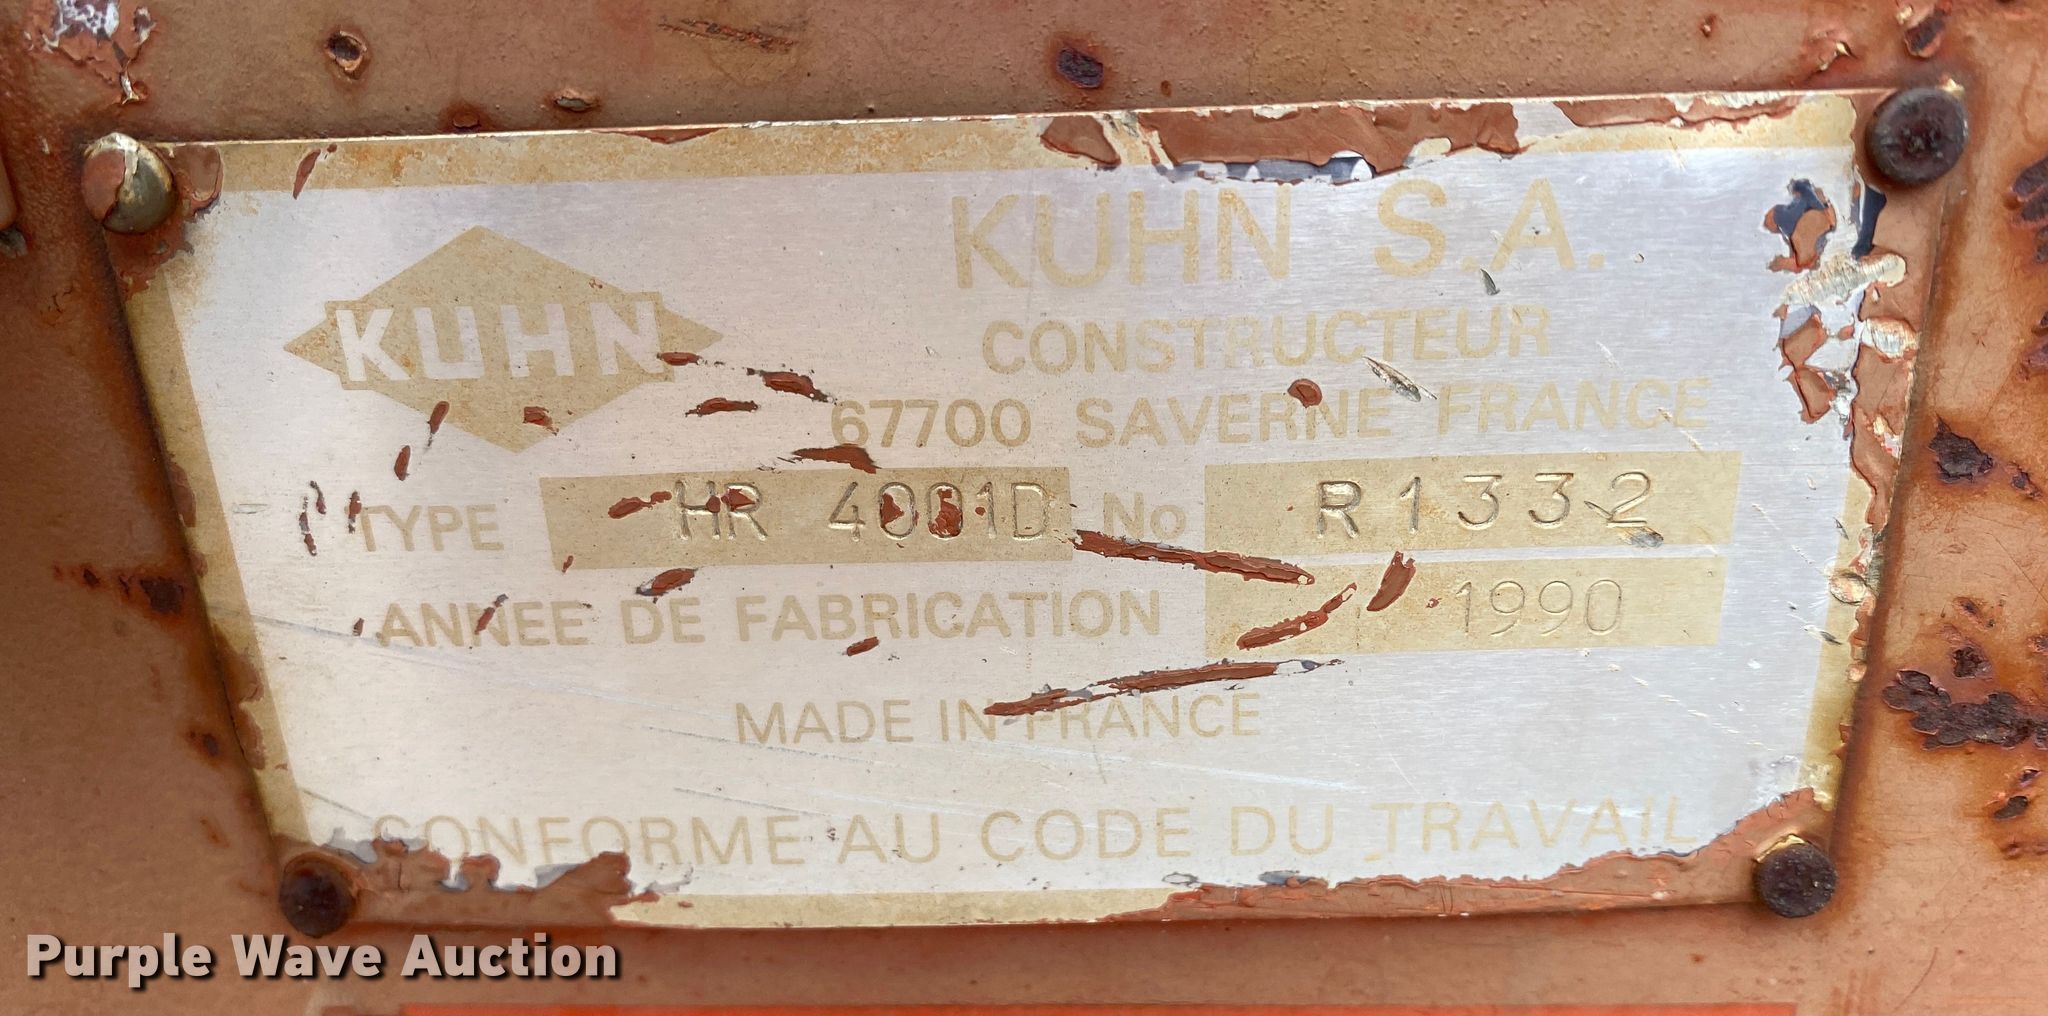 KUHN
KUHN S.A.
CONSTRUCTEUR
67700 SAVERNE FRANCE
TYPE HR 4001D No R1332
ANNEE DE FABRICATION 1990
MADE IN FRANCE
CONFORME AU CODE DU TRAVAIL
Purple Wave Auction